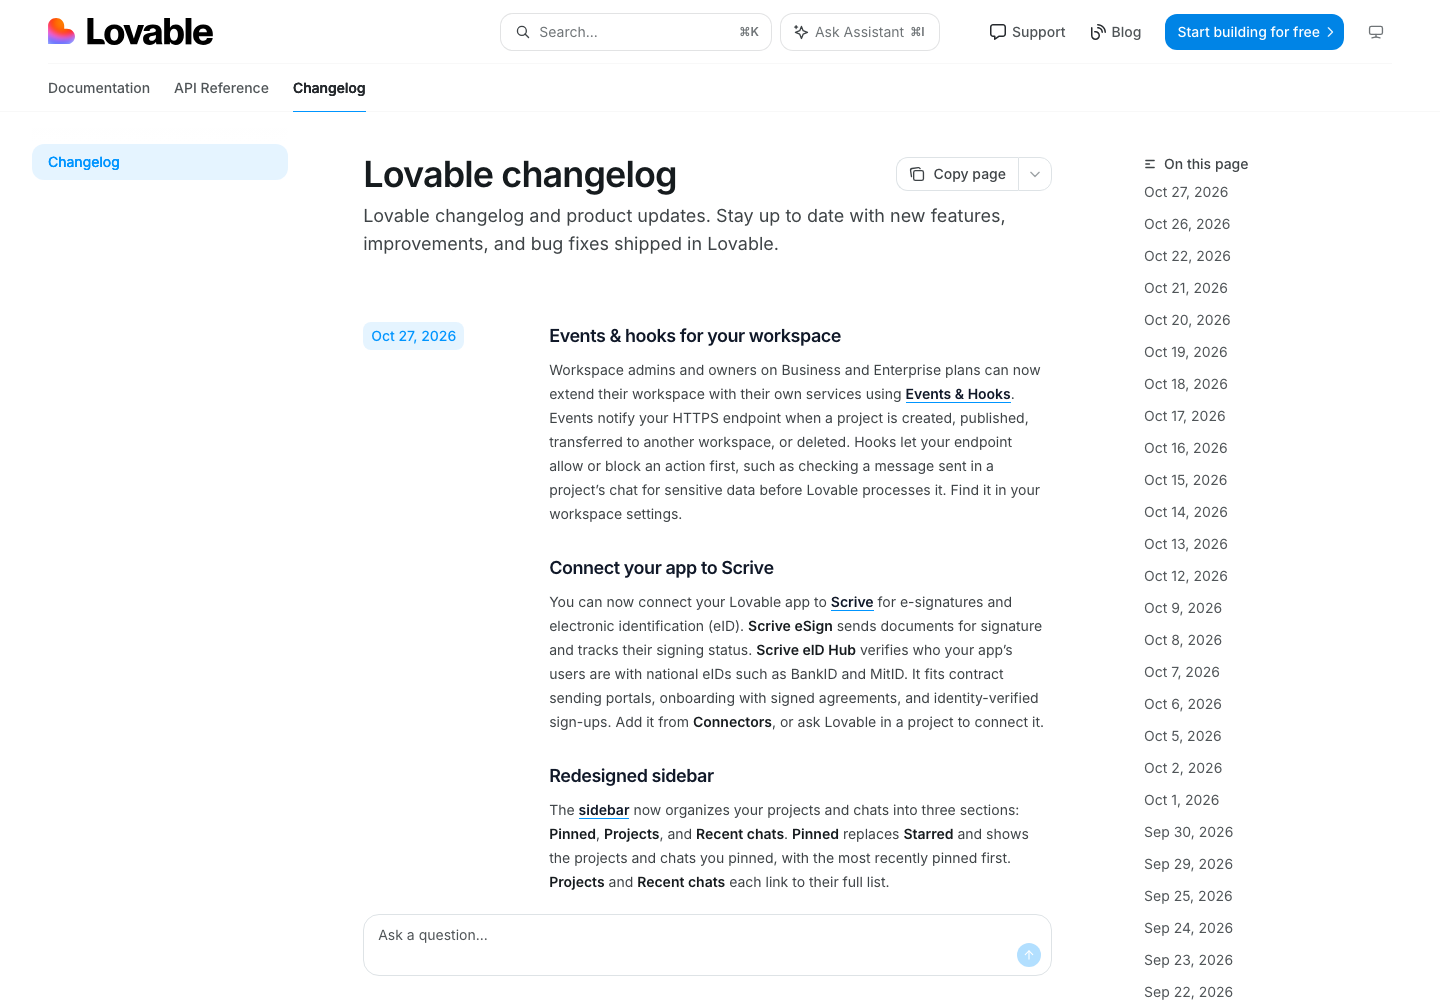 Lovable
Search...
⌘K
Ask Assistant ⌘I
Support
Blog
Start building for free
Documentation
API Reference
Changelog
Changelog
Lovable changelog
Copy page
Lovable changelog and product updates. Stay up to date with new features,
improvements, and bug fixes shipped in Lovable.
Oct 27, 2026
Events & hooks for your workspace
Workspace admins and owners on Business and Enterprise plans can now
extend their workspace with their own services using Events & Hooks.
Events notify your HTTPS endpoint when a project is created, published,
transferred to another workspace, or deleted. Hooks let your endpoint
allow or block an action first, such as checking a message sent in a
project’s chat for sensitive data before Lovable processes it. Find it in your
workspace settings.
Connect your app to Scrive
You can now connect your Lovable app to Scrive for e-signatures and
electronic identification (eID). Scrive eSign sends documents for signature
and tracks their signing status. Scrive eID Hub verifies who your app’s
users are with national eIDs such as BankID and MitID. It fits contract
sending portals, onboarding with signed agreements, and identity-verified
sign-ups. Add it from Connectors, or ask Lovable in a project to connect it.
Redesigned sidebar
The sidebar now organizes your projects and chats into three sections:
Pinned, Projects, and Recent chats. Pinned replaces Starred and shows
the projects and chats you pinned, with the most recently pinned first.
Projects and Recent chats each link to their full list.
Ask a question...
On this page
Oct 27, 2026
Oct 26, 2026
Oct 22, 2026
Oct 21, 2026
Oct 20, 2026
Oct 19, 2026
Oct 18, 2026
Oct 17, 2026
Oct 16, 2026
Oct 15, 2026
Oct 14, 2026
Oct 13, 2026
Oct 12, 2026
Oct 9, 2026
Oct 8, 2026
Oct 7, 2026
Oct 6, 2026
Oct 5, 2026
Oct 2, 2026
Oct 1, 2026
Sep 30, 2026
Sep 29, 2026
Sep 25, 2026
Sep 24, 2026
Sep 23, 2026
Sep 22, 2026